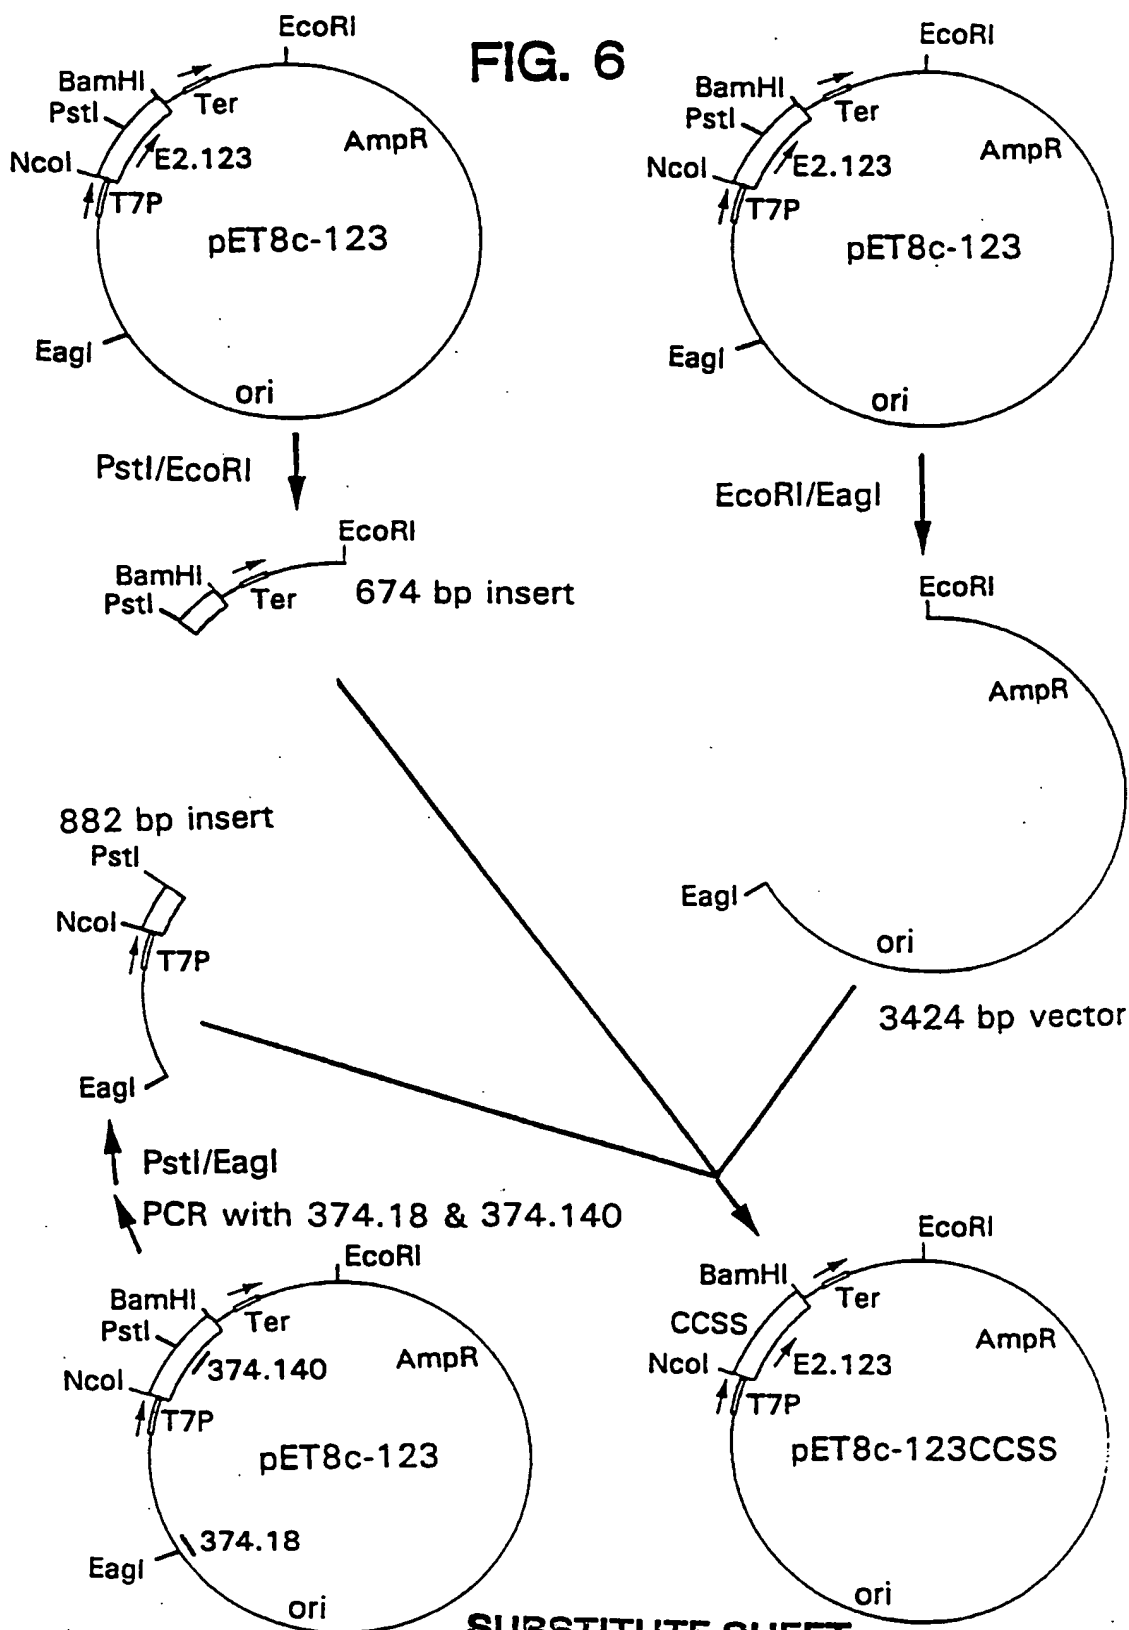 FIG. 6
EcoRI
BamHI
PstI
Ter
AmpR
NcoI
E2.123
T7P
pET8c-123
EagI
ori
EcoRI
BamHI
PstI
Ter
AmpR
NcoI
E2.123
T7P
pET8c-123
EagI
ori
PstI/EcoRI
EcoRI
BamHI
PstI
Ter
674 bp insert
EcoRI/EagI
EcoRI
AmpR
EagI
ori
3424 bp vector
882 bp insert
PstI
NcoI
T7P
EagI
PstI/EagI
PCR with 374.18 & 374.140
EcoRI
BamHI
PstI
Ter
374.140
AmpR
NcoI
T7P
pET8c-123
374.18
EagI
ori
EcoRI
BamHI
Ter
CCSS
AmpR
NcoI
E2.123
T7P
pET8c-123CCSS
ori
SUBSTITUTE SHEET